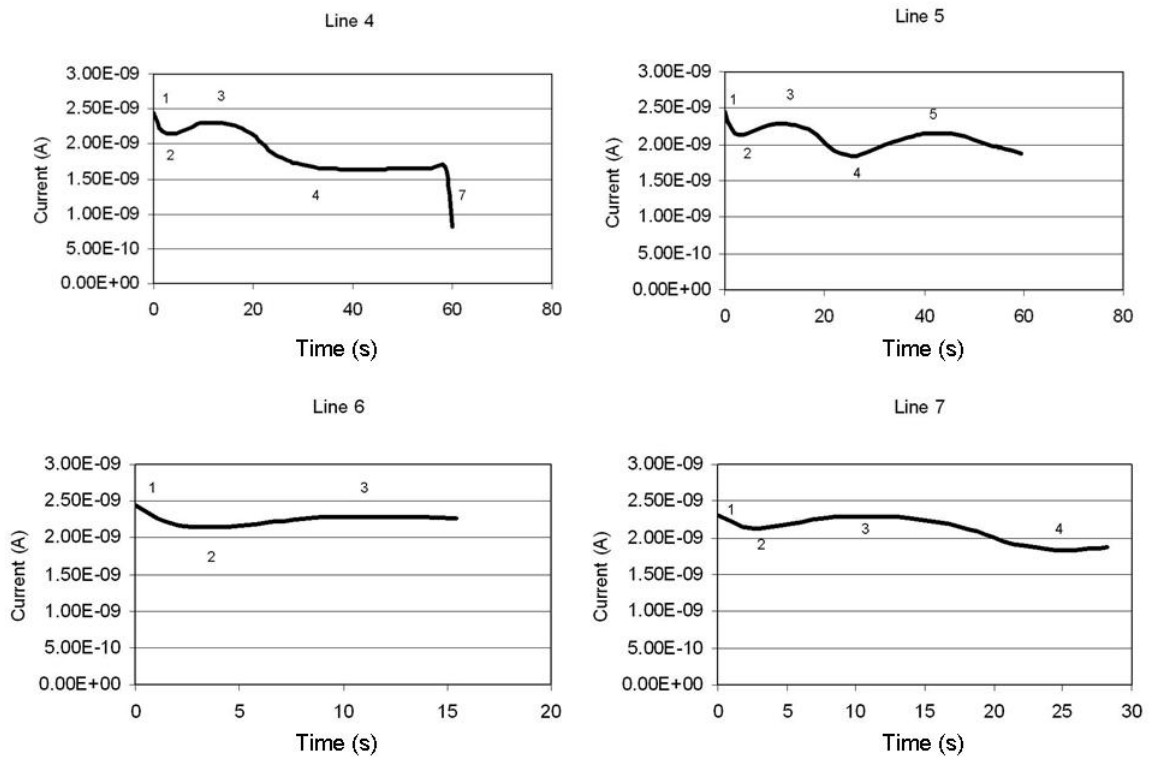 Line 4
3.00E-09
2.50E-09
2.00E-09
1.50E-09
1.00E-09
5.00E-10
0.00E+00
Current (A)
1
3
2
4
7
0 20 40 60 80
Time (s)
Line 5
3.00E-09
2.50E-09
2.00E-09
1.50E-09
1.00E-09
5.00E-10
0.00E+00
Current (A)
1
3
5
2
4
0 20 40 60 80
Time (s)
Line 6
3.00E-09
2.50E-09
2.00E-09
1.50E-09
1.00E-09
5.00E-10
0.00E+00
Current (A)
1
3
2
0 5 10 15 20
Time (s)
Line 7
3.00E-09
2.50E-09
2.00E-09
1.50E-09
1.00E-09
5.00E-10
0.00E+00
Current (A)
1
2
3
4
0 5 10 15 20 25 30
Time (s)